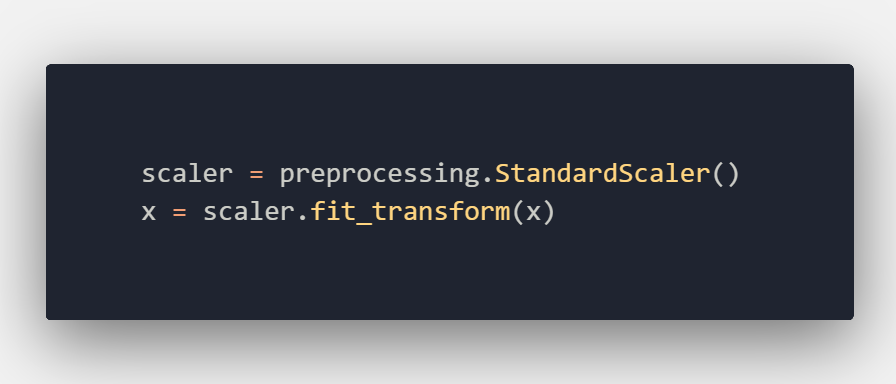 scaler = preprocessing.StandardScaler()
x = scaler.fit_transform(x)